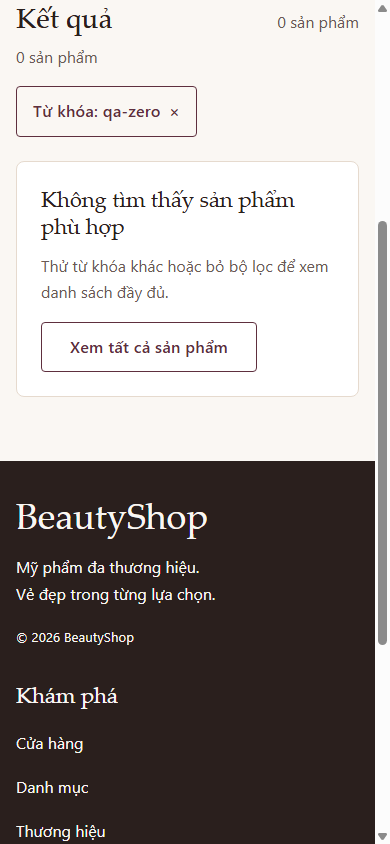 Kết quả
0 sản phẩm
0 sản phẩm
Từ khóa: qa-zero ×
Không tìm thấy sản phẩm
phù hợp
Thử từ khóa khác hoặc bỏ bộ lọc để xem
danh sách đầy đủ.
Xem tất cả sản phẩm
BeautyShop
Mỹ phẩm đa thương hiệu.
Vẻ đẹp trong từng lựa chọn.
© 2026 BeautyShop
Khám phá
Cửa hàng
Danh mục
Thương hiệu